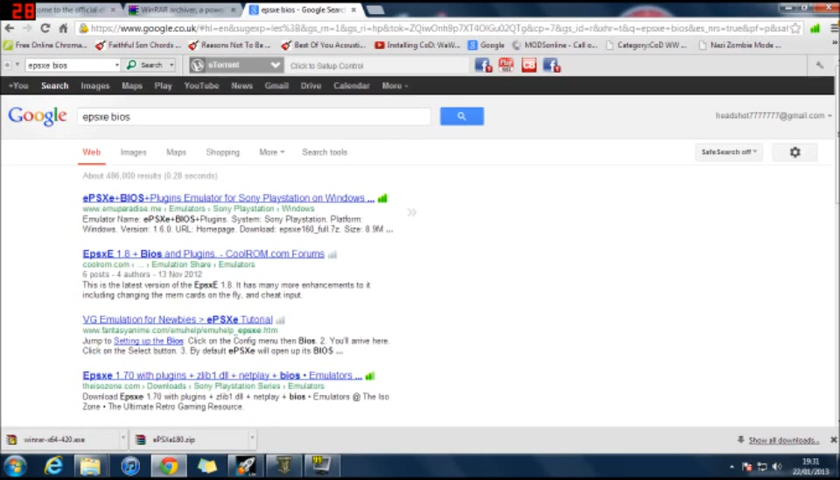 28
ome to the official e
WinRAR archiver, a powe
epsxe bios - Google Searc
https://www.google.co.uk/#hl=en&sugexp=les%3B&gs_rn=1&gs_ri=hp&tok=
Free Online Chroma
Faithful Son Chords
Reasons Not To Be
Best Of You Acousti
Installing CoD: WaW
Google
MODSonline - Call of
Category:CoD WW
Nazi Zombie Mode
epsxe bios
Search
uTorrent
Click to Setup Control
+You Search Images Maps Play YouTube News Gmail Drive Calendar More
Google
epsxe bios
headshot7777777@gmail.com
Web Images Maps Shopping More Search tools
SafeSearch off
About 486,000 results (0.28 seconds)
ePSXe+BIOS+Plugins Emulator for Sony Playstation on Windows ...
www.emuparadise.me › Emulators › Sony Playstation › Windows
Emulator Name: ePSXe+BIOS+Plugins. System: Sony Playstation. Platform:
Windows. Version: 1.6.0. URL: Homepage. Download: epsxe160_full.7z. Size: 8.9M ...
EpsxE 1.8 + Bios and Plugins. - CoolROM.com Forums
coolrom.com › ... › Emulation Share › Emulators
6 posts - 4 authors - 13 Nov 2012
This is the latest version of the EpsxE 1.8. It has many more enhancements to it
including changing the mem cards on the fly, and cheat input.
VG Emulation for Newbies > ePSXe Tutorial
www.fantasyanime.com/emuhelp/emuhelp_epsxe.htm
Jump to Setting up the Bios: Click on the Config menu then Bios. 2. You'll arrive here.
Click on the Select button. 3. By default ePSXe will open up its BIOS ...
Epsxe 1.70 with plugins + zlib1 dll + netplay + bios • Emulators ...
theisozone.com › Downloads › Sony Playstation Series › Emulators
Download Epsxe 1.70 with plugins + zlib1 dll + netplay + bios • Emulators @ The Iso
Zone • The Ultimate Retro Gaming Resource.
winrar-x64-420.exe
ePSXe180.zip
Show all downloads...
19:31
22/01/2013